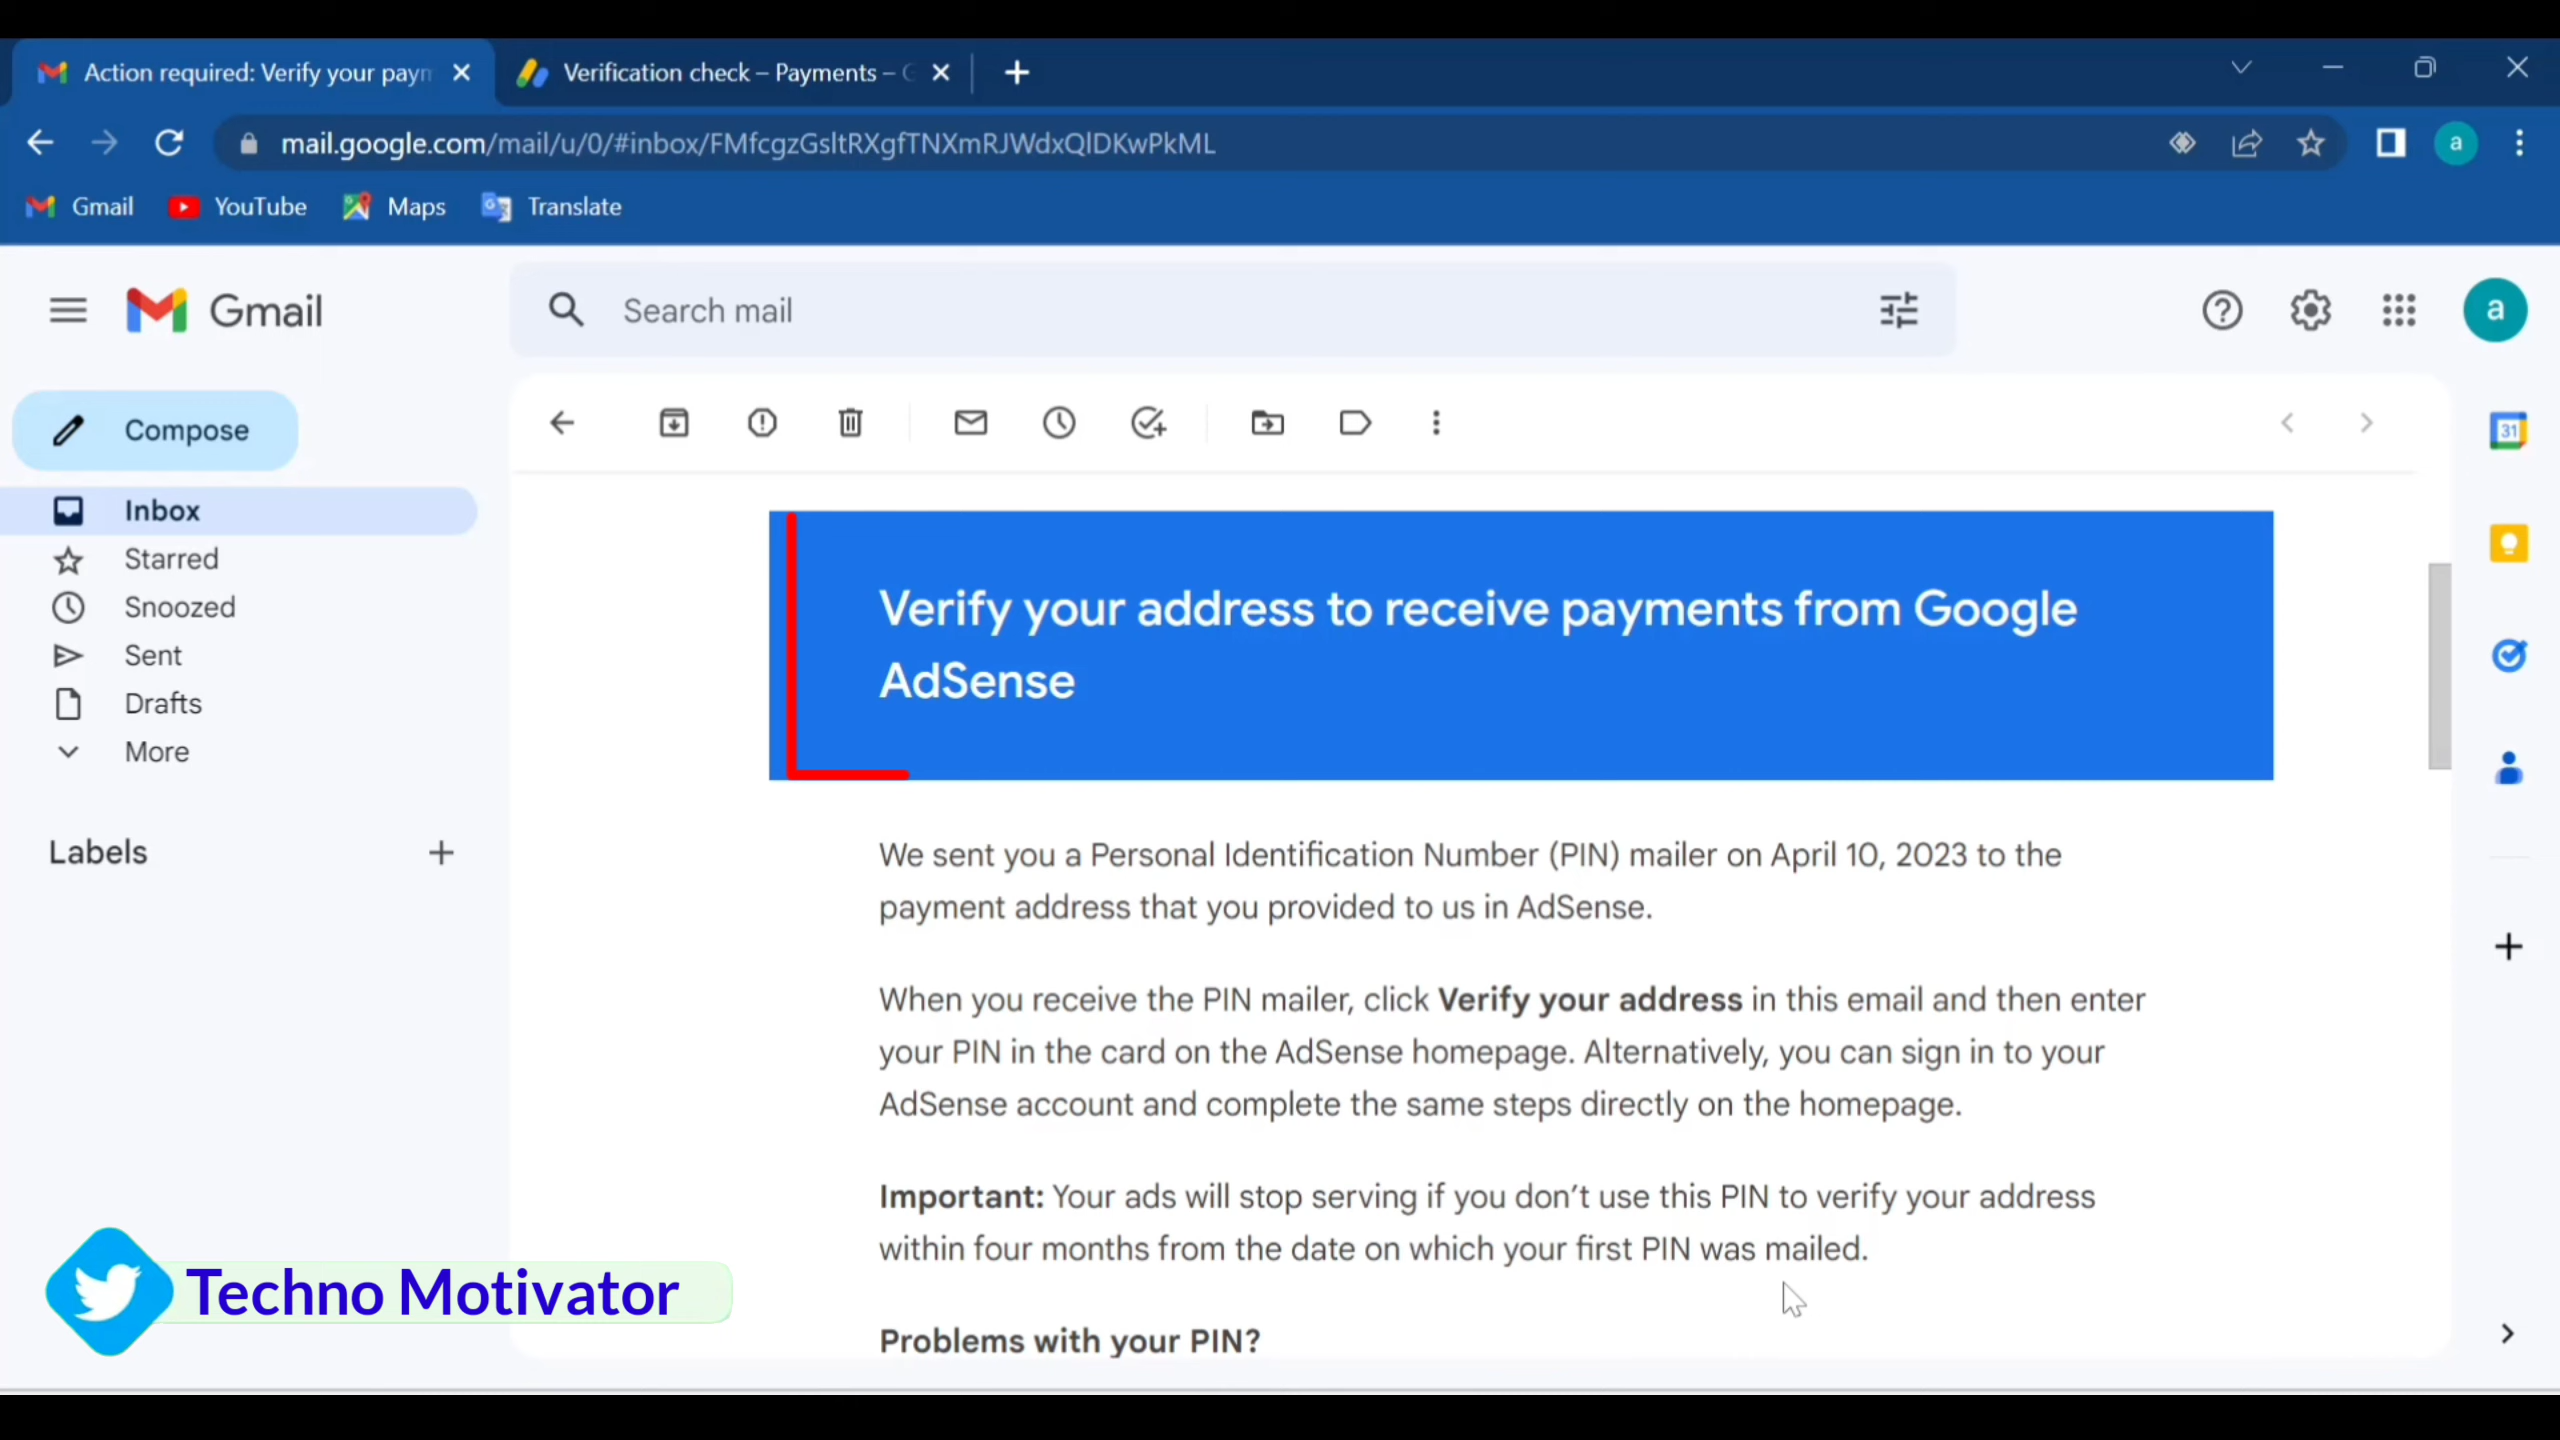 Action required: Verify your paym
Verification check – Payments – G
mail.google.com/mail/u/0/#inbox/FMfcgzGsltRXgfTNXmRJWdxQlDKwPkML
a
Gmail
YouTube
Maps
Translate
Gmail
Search mail
a
Compose
31
Inbox
Starred
Snoozed
Sent
Drafts
More
Labels
Verify your address to receive payments from Google
AdSense
We sent you a Personal Identification Number (PIN) mailer on April 10, 2023 to the
payment address that you provided to us in AdSense.
When you receive the PIN mailer, click Verify your address in this email and then enter
your PIN in the card on the AdSense homepage. Alternatively, you can sign in to your
AdSense account and complete the same steps directly on the homepage.
Important: Your ads will stop serving if you don't use this PIN to verify your address
within four months from the date on which your first PIN was mailed.
Problems with your PIN?
Techno Motivator